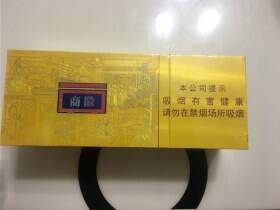 商徽
本公司提示
吸烟有害健康
请勿在禁烟场所吸烟